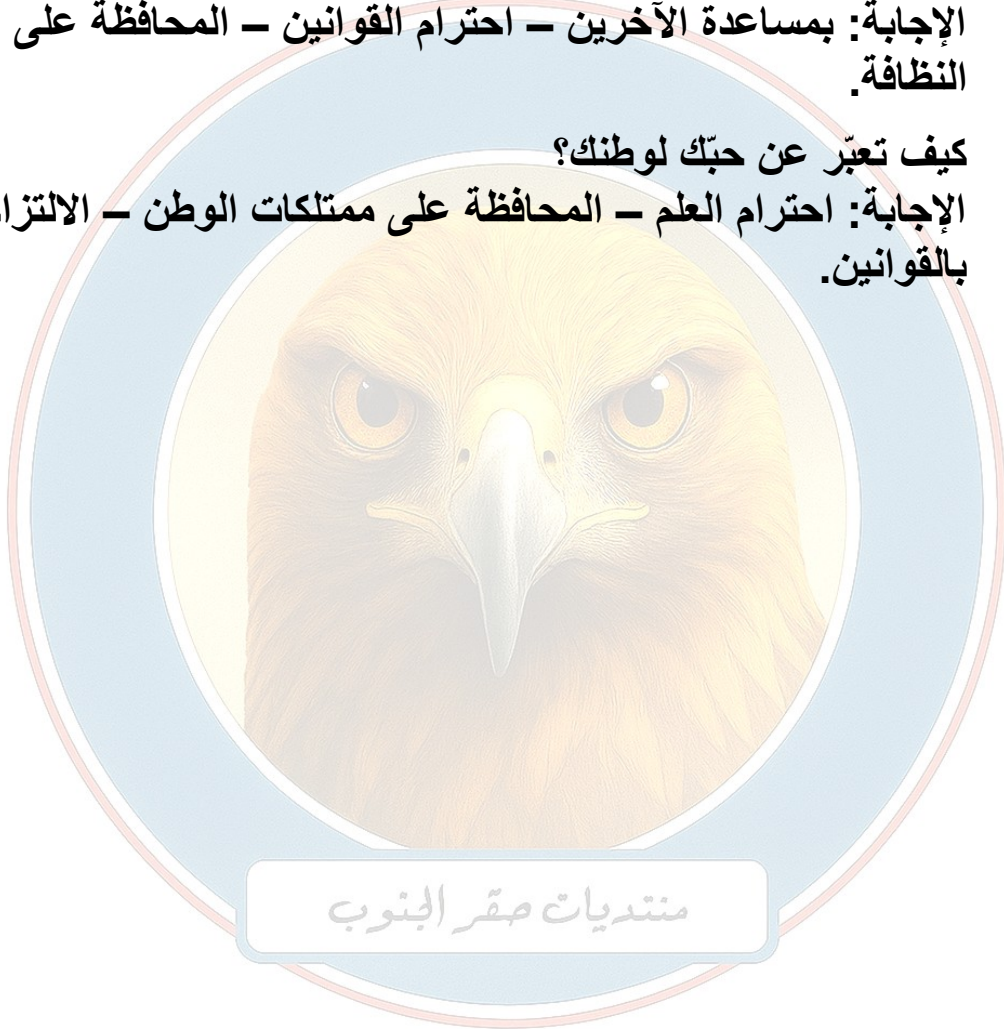 الإجابة: بمساعدة الآخرين – احترام القوانين – المحافظة على
النظافة.
كيف تعبّر عن حبّك لوطنك؟
الإجابة: احترام العلم – المحافظة على ممتلكات الوطن –
بالقوانين.
منتديات صقر الجنوب